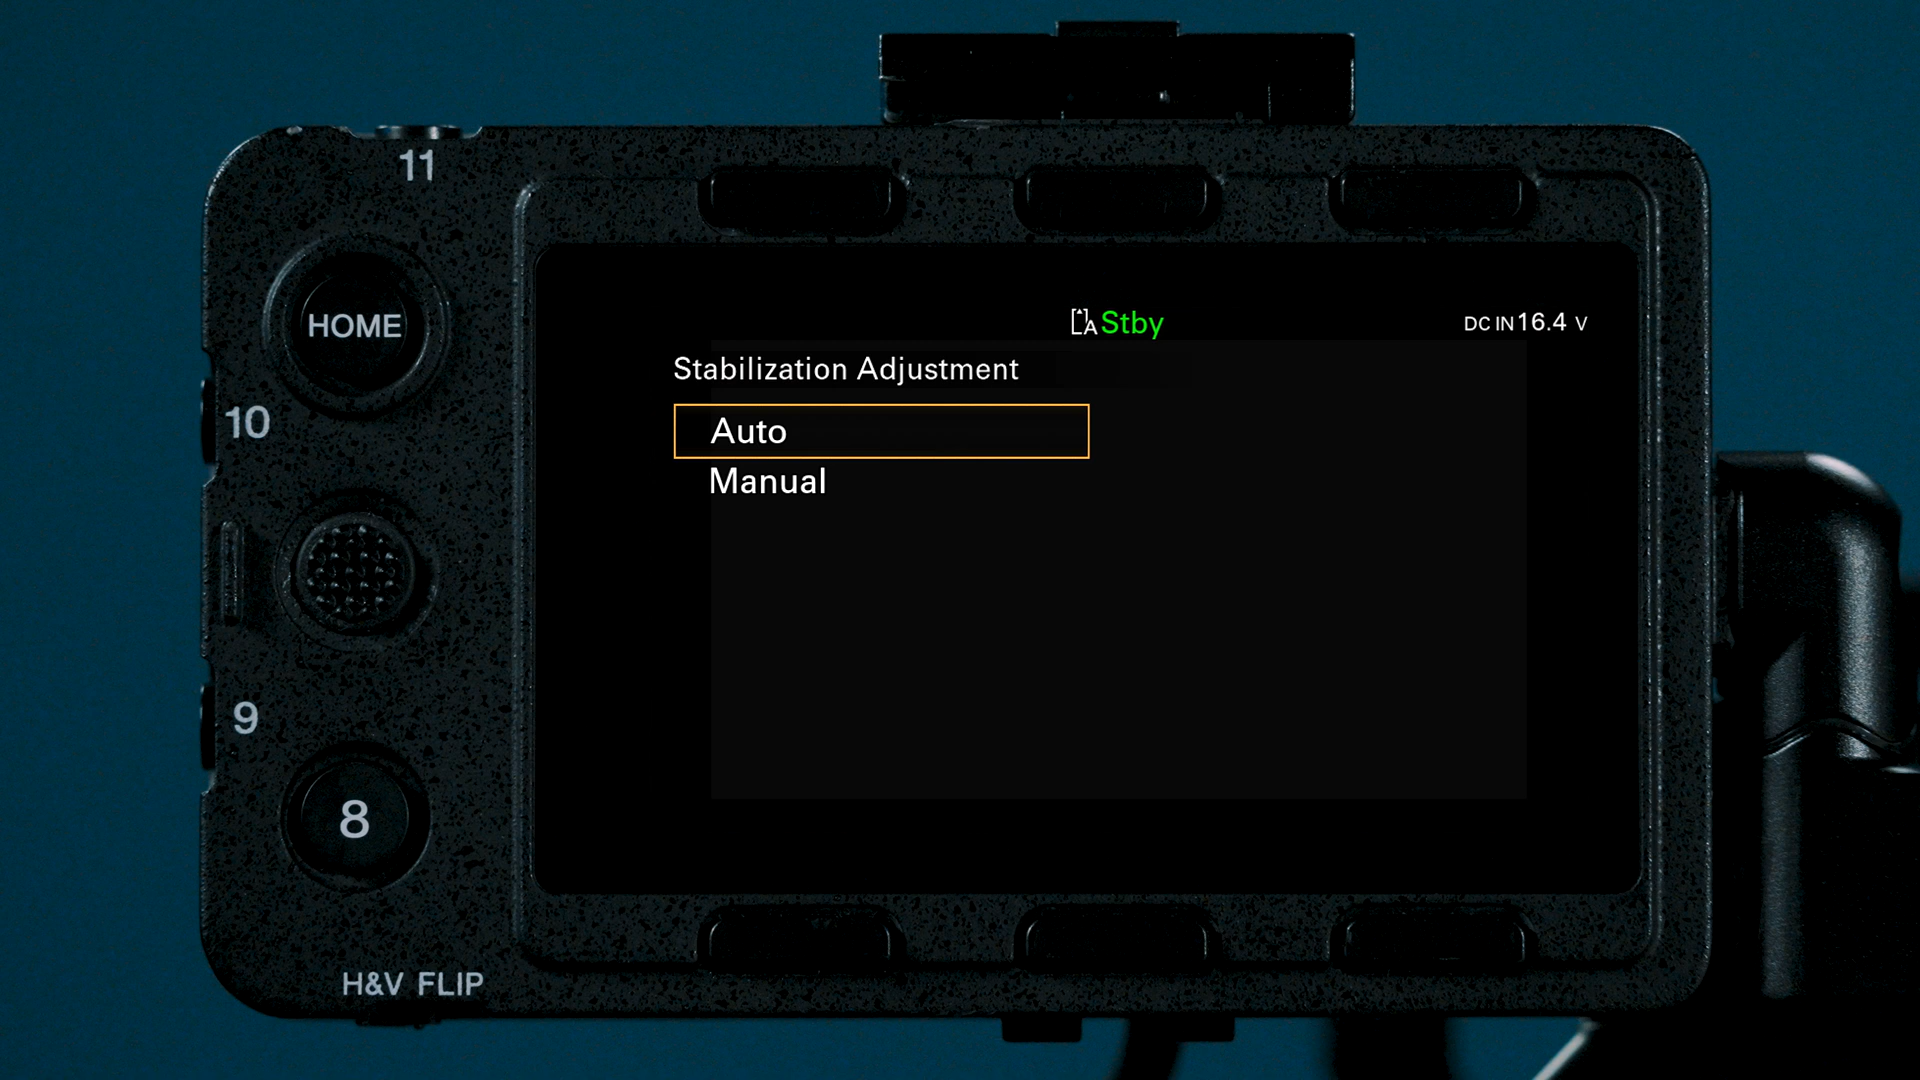 11
HOME
A Stby
DC IN 16.4 V
Stabilization Adjustment
10
Auto
Manual
9
8
H&V FLIP